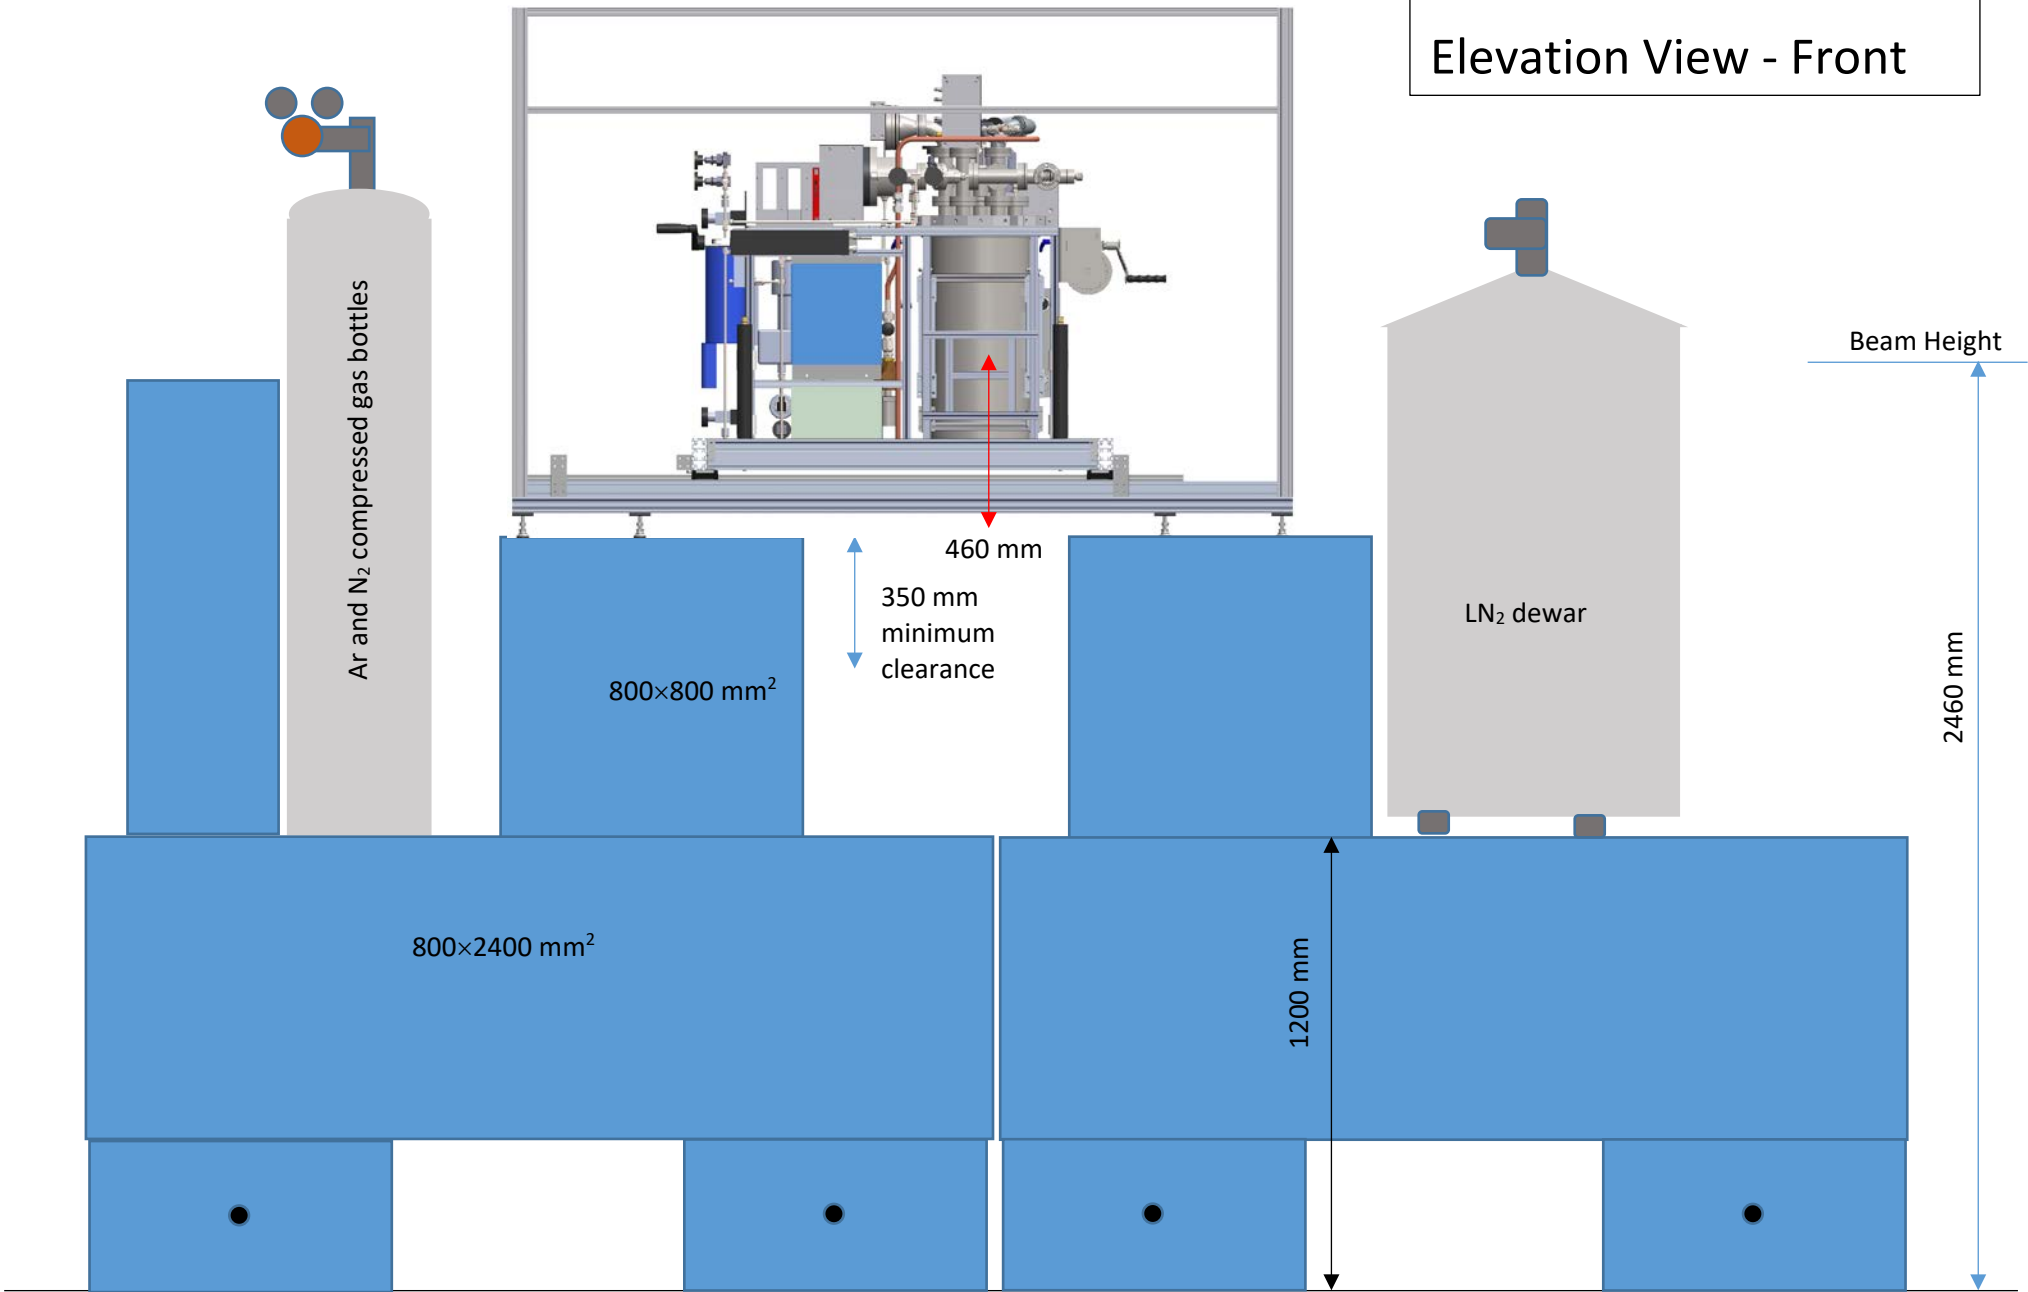 Elevation View - Front
Beam Height
Ar and N₂ compressed gas bottles
460 mm
350 mm
minimum
clearance
LN₂ dewar
800×800 mm²
2460 mm
800×2400 mm²
1200 mm